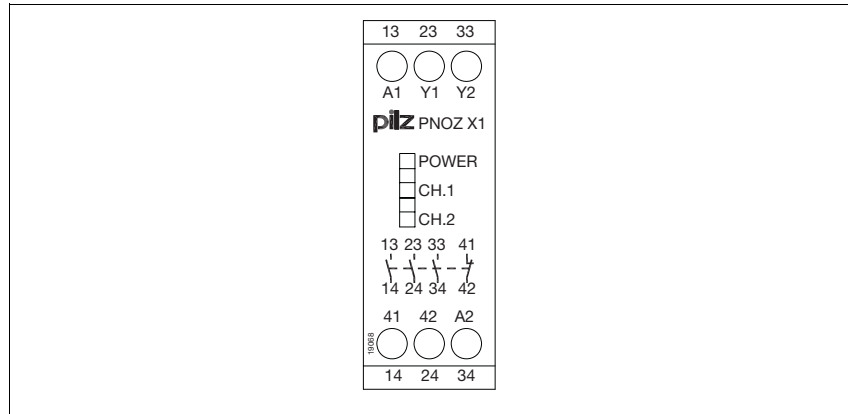 13 23 33
A1 Y1 Y2
pilz PNOZ X1
POWER
CH.1
CH.2
13 23 33 41
14 24 34 42
41 42 A2
19068
14 24 34